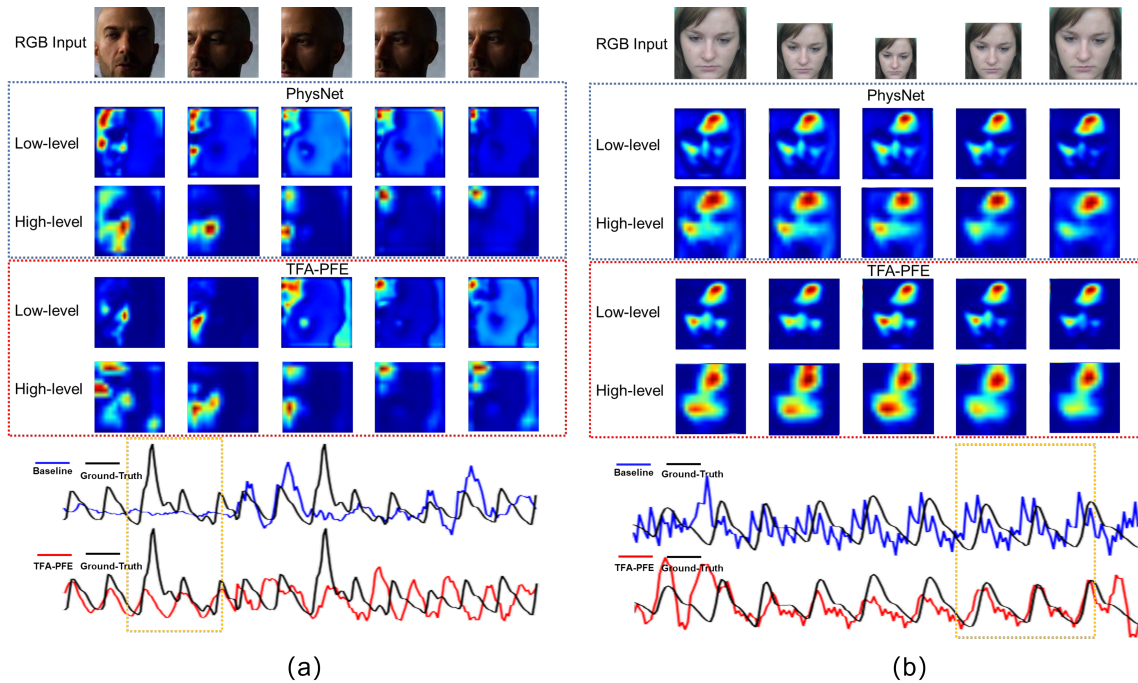 RGB Input
PhysNet
Low-level
High-level
TFA-PFE
Low-level
High-level
Baseline Ground-Truth
TFA-PFE Ground-Truth
(a)
RGB Input
PhysNet
Low-level
High-level
TFA-PFE
Low-level
High-level
Baseline Ground-Truth
TFA-PFE Ground-Truth
(b)